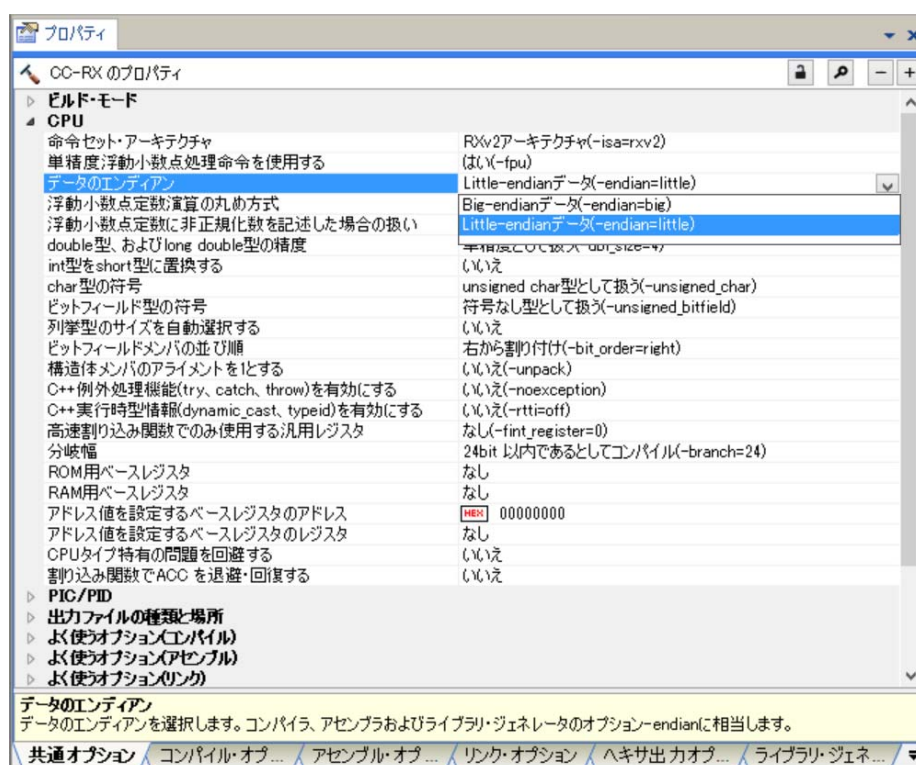 プロパティ
CC-RX のプロパティ
ビルド・モード
CPU
命令セット・アーキテクチャ RXv2アーキテクチャ(-isa=rxv2)
単精度浮動小数点処理命令を使用する はい(-fpu)
データのエンディアン Little-endianデータ(-endian=little)
浮動小数点定数演算の丸め方式 Big-endianデータ(-endian=big)
浮動小数点定数に非正規化数を記述した場合の扱い Little-endianデータ(-endian=little)
double型、およびlong double型の精度 単精度として扱う(-dbl_size=4)
int型をshort型に置換する いいえ
char型の符号 unsigned char型として扱う(-unsigned_char)
ビットフィールド型の符号 符号なし型として扱う(-unsigned_bitfield)
列挙型のサイズを自動選択する いいえ
ビットフィールドメンバの並び順 右から割り付け(-bit_order=right)
構造体メンバのアライメントを1とする いいえ(-unpack)
C++例外処理機能(try、catch、throw)を有効にする いいえ(-noexception)
C++実行時型情報(dynamic_cast、typeid)を有効にする いいえ(-rtti=off)
高速割り込み関数でのみ使用する汎用レジスタ なし(-fint_register=0)
分岐幅 24bit 以内であるとしてコンパイル(-branch=24)
ROM用ベースレジスタ なし
RAM用ベースレジスタ なし
アドレス値を設定するベースレジスタのアドレス HEX 00000000
アドレス値を設定するベースレジスタのレジスタ なし
CPUタイプ特有の問題を回避する いいえ
割り込み関数でACC を退避・回復する いいえ
PIC/PID
出力ファイルの種類と場所
よく使うオプション(コンパイル)
よく使うオプション(アセンブル)
よく使うオプション(リンク)
データのエンディアン
データのエンディアンを選択します。コンパイラ、アセンブラおよびライブラリ・ジェネレータのオプション-endianに相当します。
共通オプション コンパイル・オプ... アセンブル・オプ... リンク・オプション ヘキサ出力オプ... ライブラリ・ジェネ...